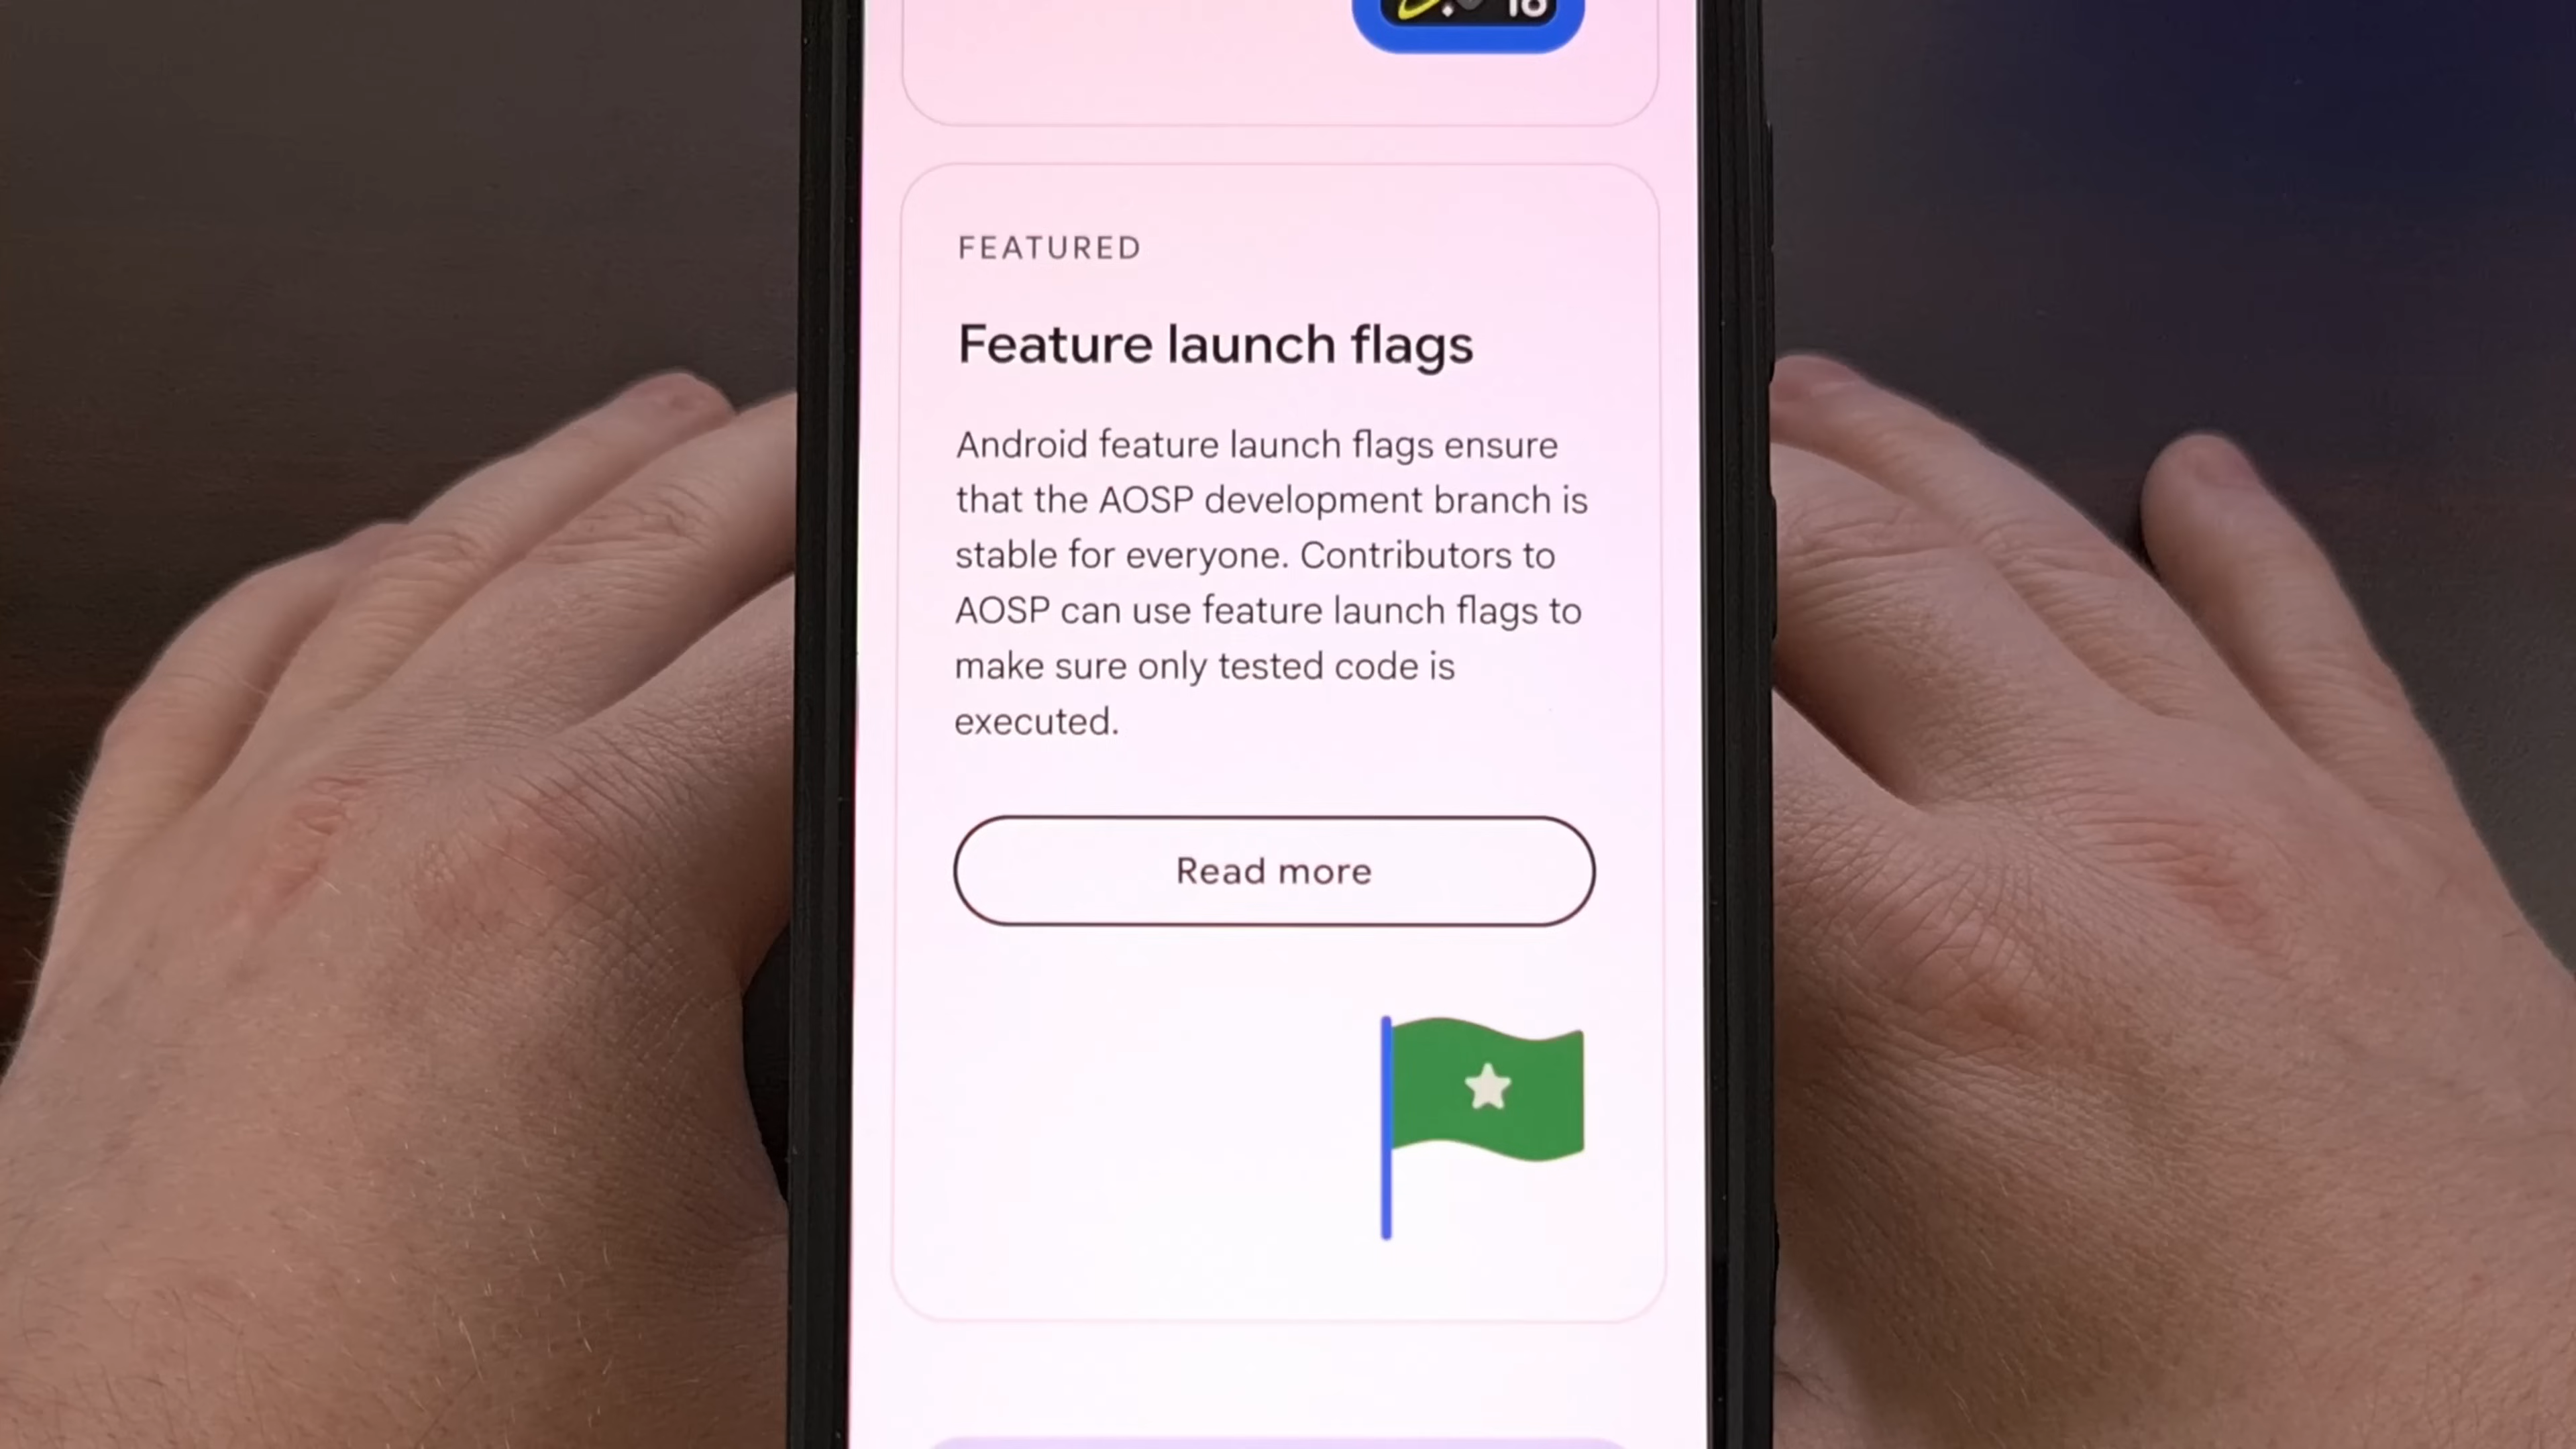 16
FEATURED
Feature launch flags
Android feature launch flags ensure
that the AOSP development branch is
stable for everyone. Contributors to
AOSP can use feature launch flags to
make sure only tested code is
executed.
Read more